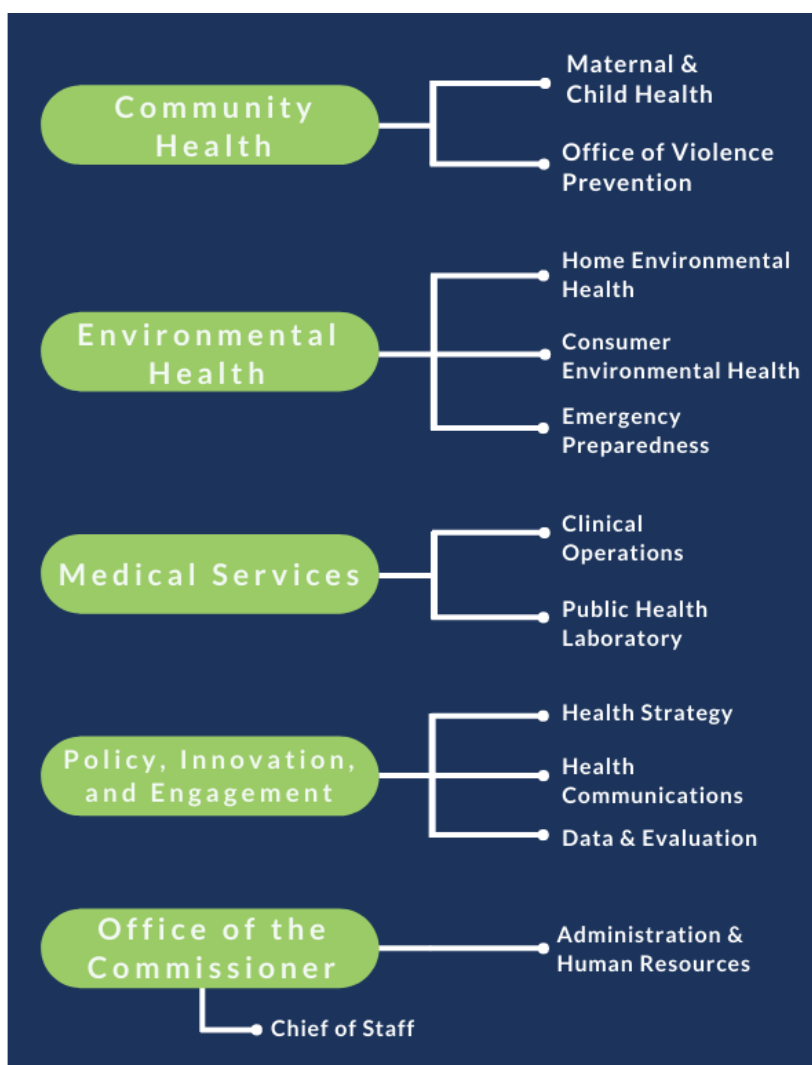 Community
Health
Maternal &
Child Health
Office of Violence
Prevention
Environmental
Health
Home Environmental
Health
Consumer
Environmental Health
Emergency
Preparedness
Medical Services
Clinical
Operations
Public Health
Laboratory
Policy, Innovation,
and Engagement
Health Strategy
Health
Communications
Data & Evaluation
Office of the
Commissioner
Administration &
Human Resources
Chief of Staff